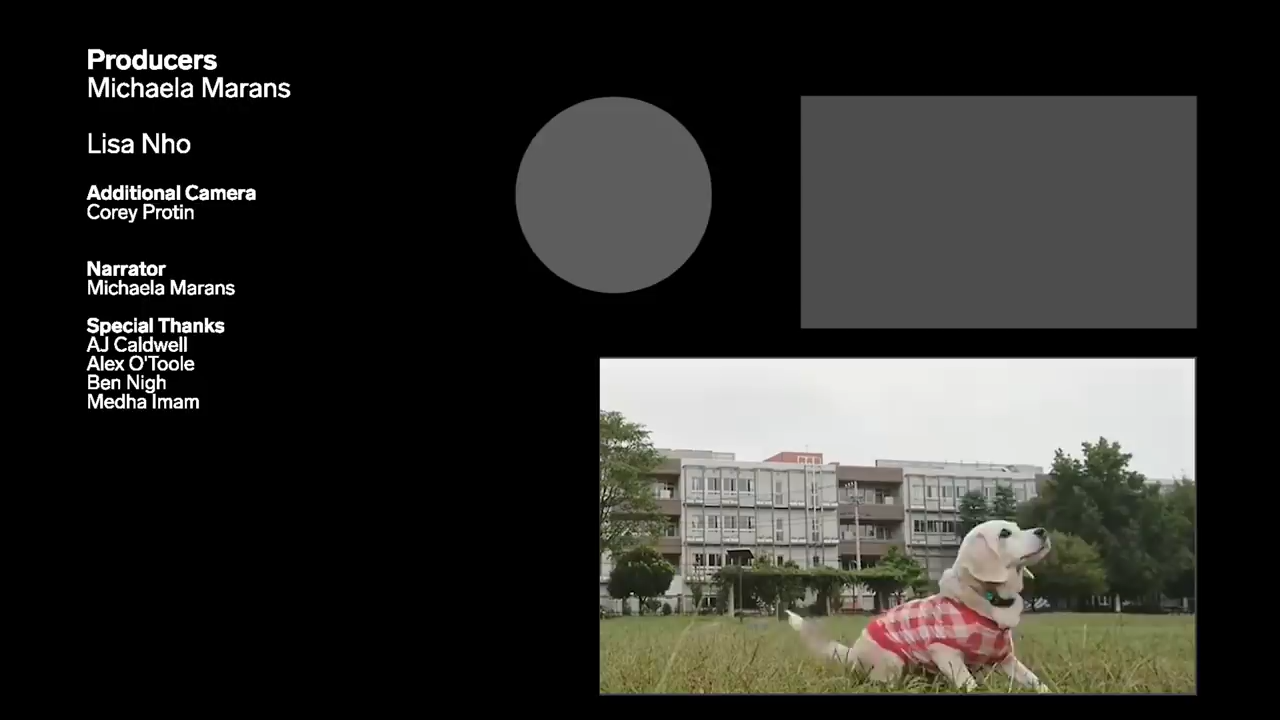 Producers
Michaela Marans
Lisa Nho
Additional Camera
Corey Protin
Narrator
Michaela Marans
Special Thanks
AJ Caldwell
Alex O'Toole
Ben Nigh
Medha Imam